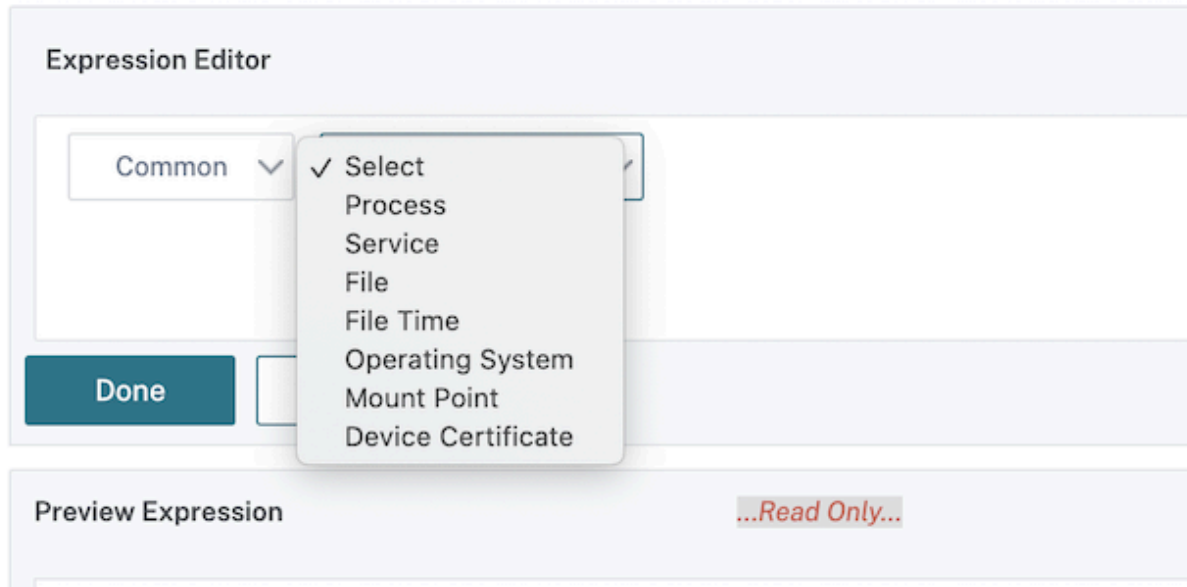 Expression Editor
Common
Select
Process
Service
File
File Time
Operating System
Mount Point
Device Certificate
Done
Preview Expression
...Read Only...